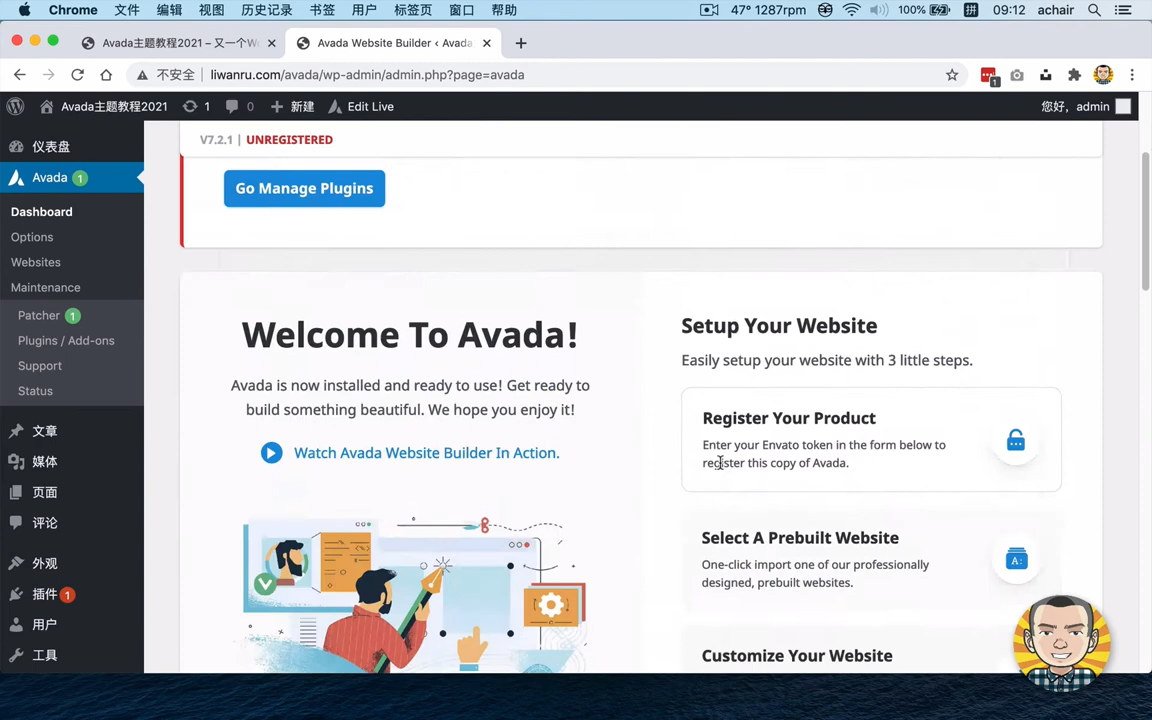 Chrome 文件 编辑 视图 历史记录 书签 用户 标签页 窗口 帮助 47° 1287rpm 100% 拼 09:12 achair
Avada主题教程2021 – 又一个W
Avada Website Builder ‹ Avada
不安全 liwanru.com/avada/wp-admin/admin.php?page=avada
1
Avada主题教程2021 1 0 新建 Edit Live 您好, admin
仪表盘
Avada 1
Dashboard
Options
Websites
Maintenance
Patcher 1
Plugins / Add-ons
Support
Status
文章
媒体
页面
评论
外观
插件 1
用户
工具
V7.2.1 | UNREGISTERED
Go Manage Plugins
Welcome To Avada!
Avada is now installed and ready to use! Get ready to
build something beautiful. We hope you enjoy it!
Watch Avada Website Builder In Action.
Setup Your Website
Easily setup your website with 3 little steps.
Register Your Product
Enter your Envato token in the form below to
register this copy of Avada.
Select A Prebuilt Website
One-click import one of our professionally
designed, prebuilt websites.
A:
Customize Your Website